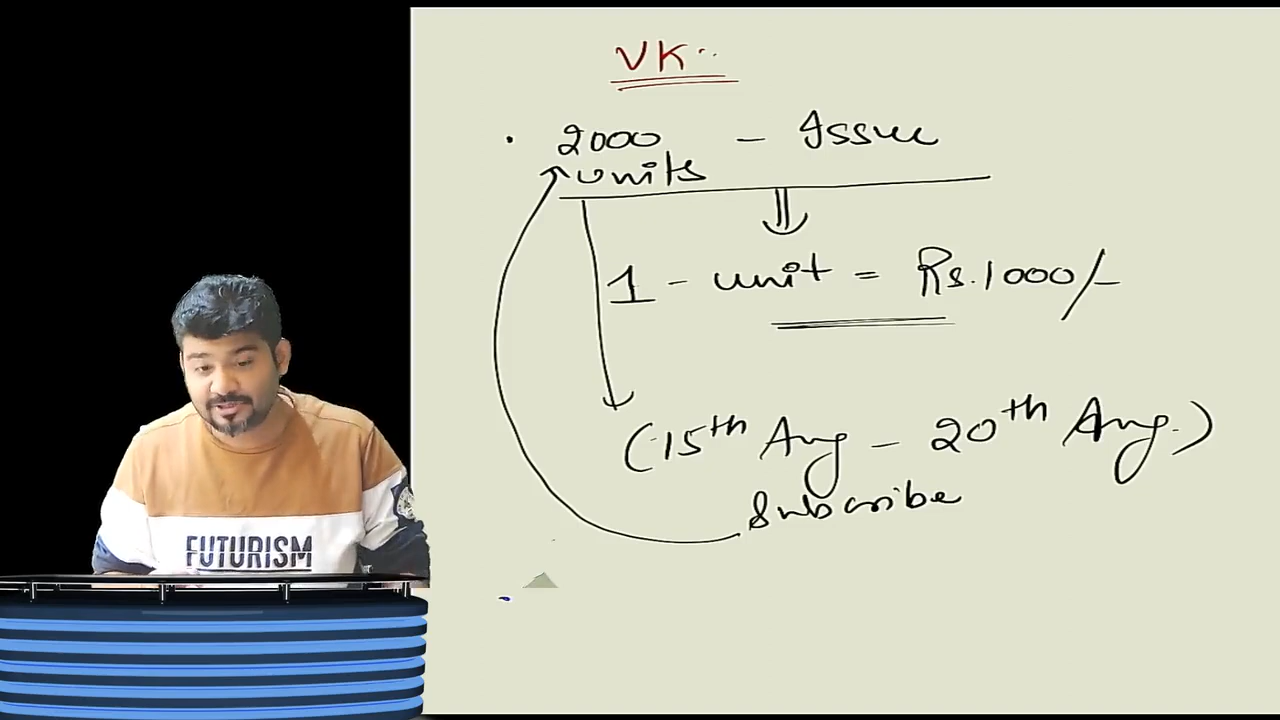 VK:
. 2000 - Issue
units
1 - unit = Rs.1000/-
(15th Aug - 20th Aug.)
Subscribe
FUTURISM